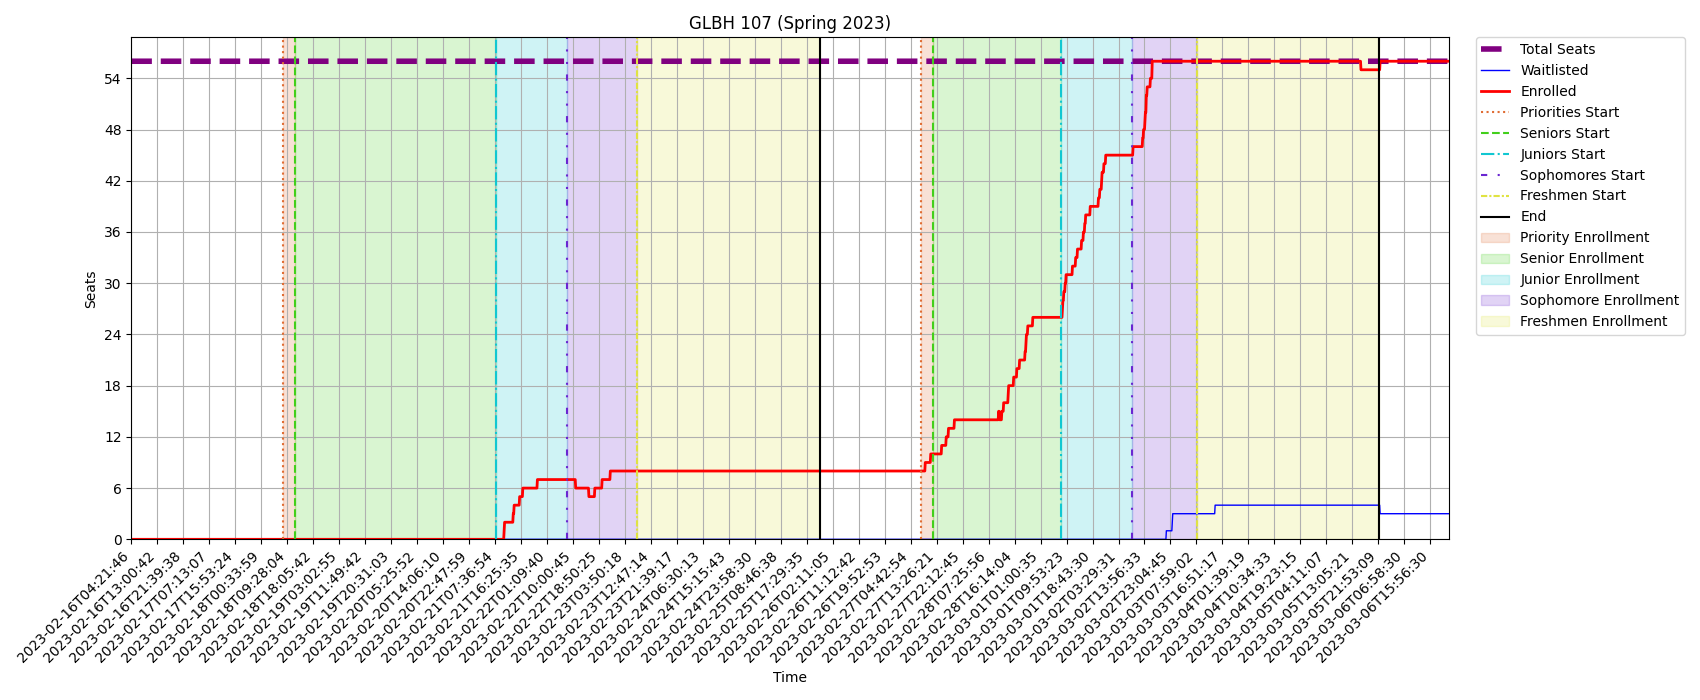 GLBH 107 (Spring 2023)
Total Seats
Waitlisted
Enrolled
Priorities Start
Seniors Start
Juniors Start
Sophomores Start
Freshmen Start
End
Priority Enrollment
Senior Enrollment
Junior Enrollment
Sophomore Enrollment
Freshmen Enrollment
Seats
54
48
42
36
30
24
18
12
6
0
2023-02-16T04:21:46
2023-02-16T13:00:42
2023-02-16T21:39:38
2023-02-17T07:13:07
2023-02-17T15:53:24
2023-02-18T00:33:59
2023-02-18T09:28:04
2023-02-18T18:05:42
2023-02-19T03:02:55
2023-02-19T11:49:42
2023-02-19T20:31:03
2023-02-20T05:25:52
2023-02-20T14:06:10
2023-02-20T22:47:59
2023-02-21T07:36:54
2023-02-21T16:25:35
2023-02-22T01:09:40
2023-02-22T10:00:45
2023-02-22T18:50:25
2023-02-23T03:50:18
2023-02-23T12:47:14
2023-02-23T21:39:17
2023-02-24T06:30:13
2023-02-24T15:15:43
2023-02-24T23:58:30
2023-02-25T08:46:38
2023-02-25T17:29:35
2023-02-26T02:11:05
2023-02-26T11:12:42
2023-02-26T19:52:53
2023-02-27T04:42:54
2023-02-27T13:26:21
2023-02-27T22:12:45
2023-02-28T07:25:56
2023-02-28T16:14:04
2023-03-01T01:00:35
2023-03-01T09:53:23
2023-03-01T18:43:30
2023-03-02T03:29:31
2023-03-02T13:56:33
2023-03-02T23:04:45
2023-03-03T07:59:02
2023-03-03T16:51:17
2023-03-04T01:39:19
2023-03-04T10:34:33
2023-03-04T19:23:15
2023-03-05T04:11:07
2023-03-05T13:05:21
2023-03-05T21:53:09
2023-03-06T06:58:30
2023-03-06T15:56:30
Time